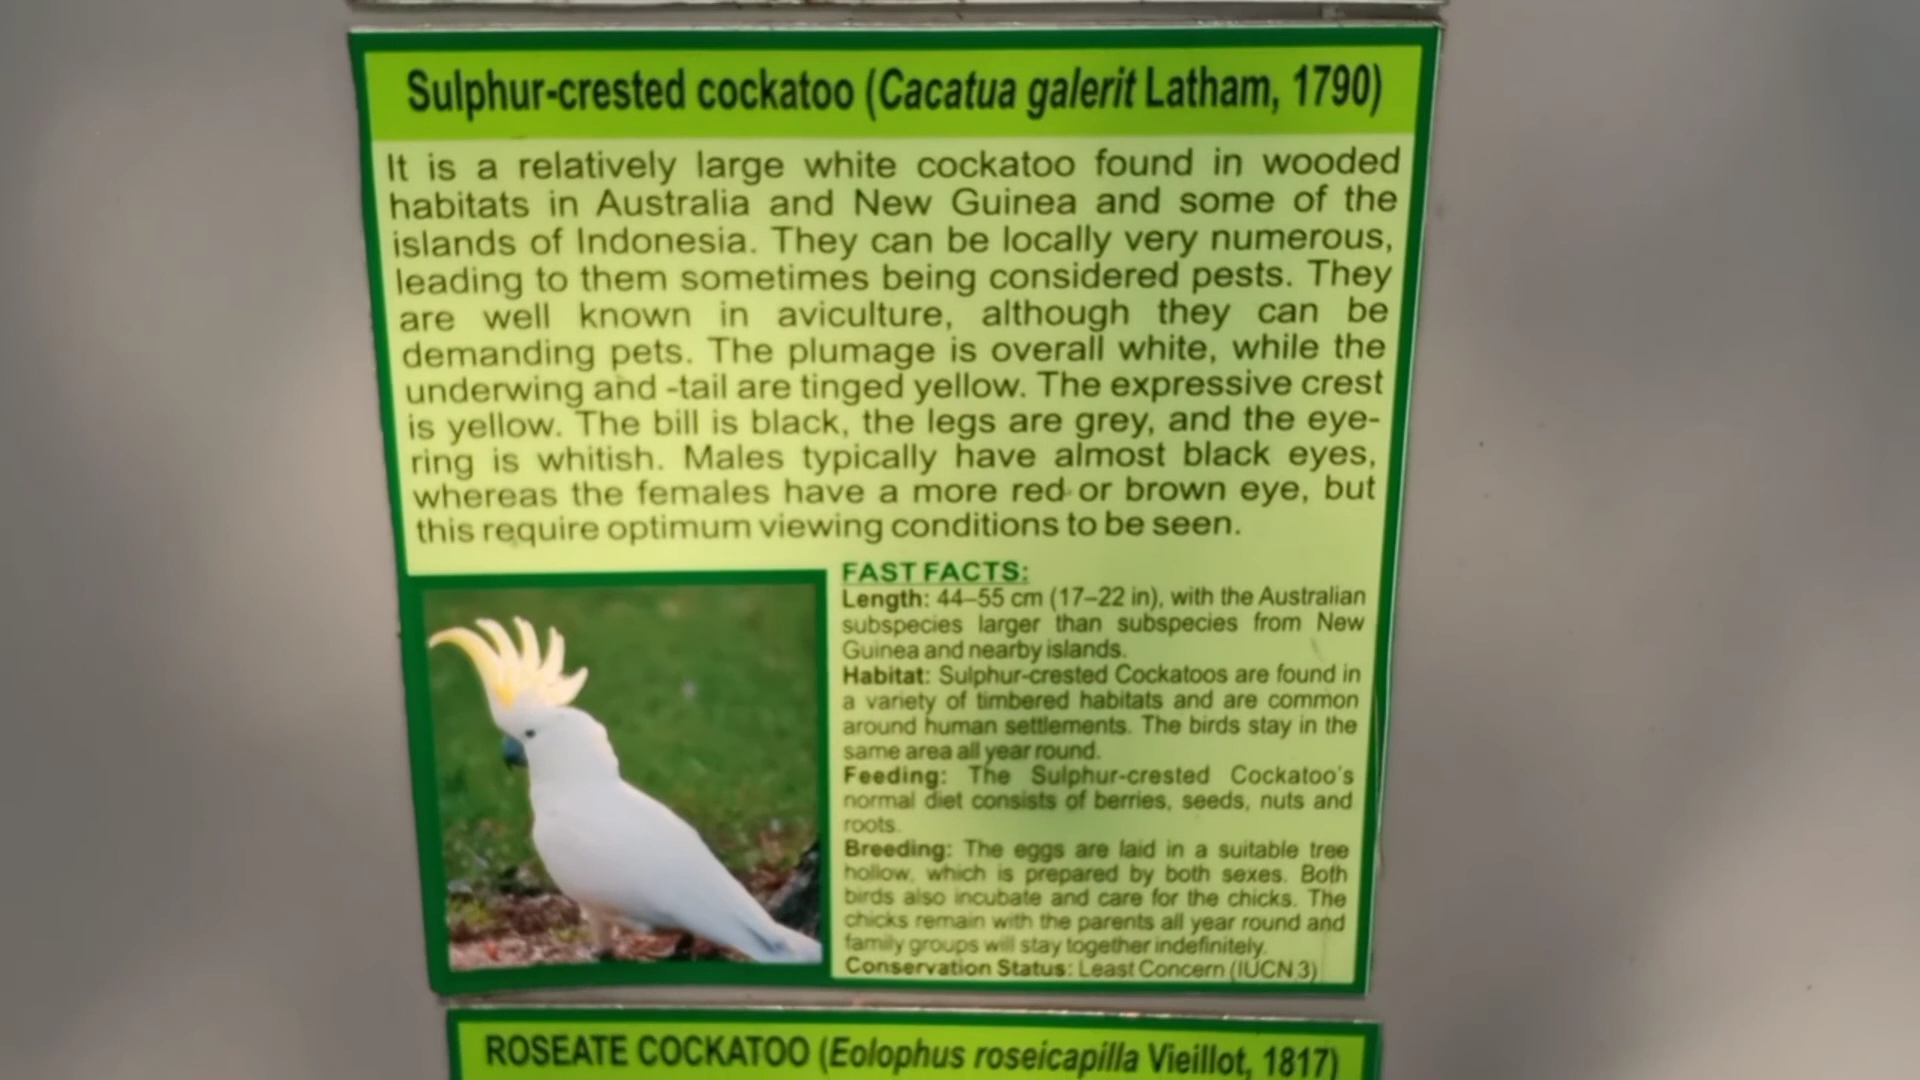 Sulphur-crested cockatoo (Cacatua galerit Latham, 1790)
It is a relatively large white cockatoo found in wooded
habitats in Australia and New Guinea and some of the
islands of Indonesia. They can be locally very numerous,
leading to them sometimes being considered pests. They
are well known in aviculture, although they can be
demanding pets. The plumage is overall white, while the
underwing and -tail are tinged yellow. The expressive crest
is yellow. The bill is black, the legs are grey, and the eye-
ring is whitish. Males typically have almost black eyes,
whereas the females have a more red or brown eye, but
this require optimum viewing conditions to be seen.
FAST FACTS:
Length: 44–55 cm (17–22 in), with the Australian
subspecies larger than subspecies from New
Guinea and nearby islands.
Habitat: Sulphur-crested Cockatoos are found in
a variety of timbered habitats and are common
around human settlements. The birds stay in the
same area all year round.
Feeding: The Sulphur-crested Cockatoo's
normal diet consists of berries, seeds, nuts and
roots.
Breeding: The eggs are laid in a suitable tree
hollow, which is prepared by both sexes. Both
birds also incubate and care for the chicks. The
chicks remain with the parents all year round and
family groups will stay together indefinitely.
Conservation Status: Least Concern (IUCN 3)
ROSEATE COCKATOO (Eolophus roseicapilla Vieillot, 1817)